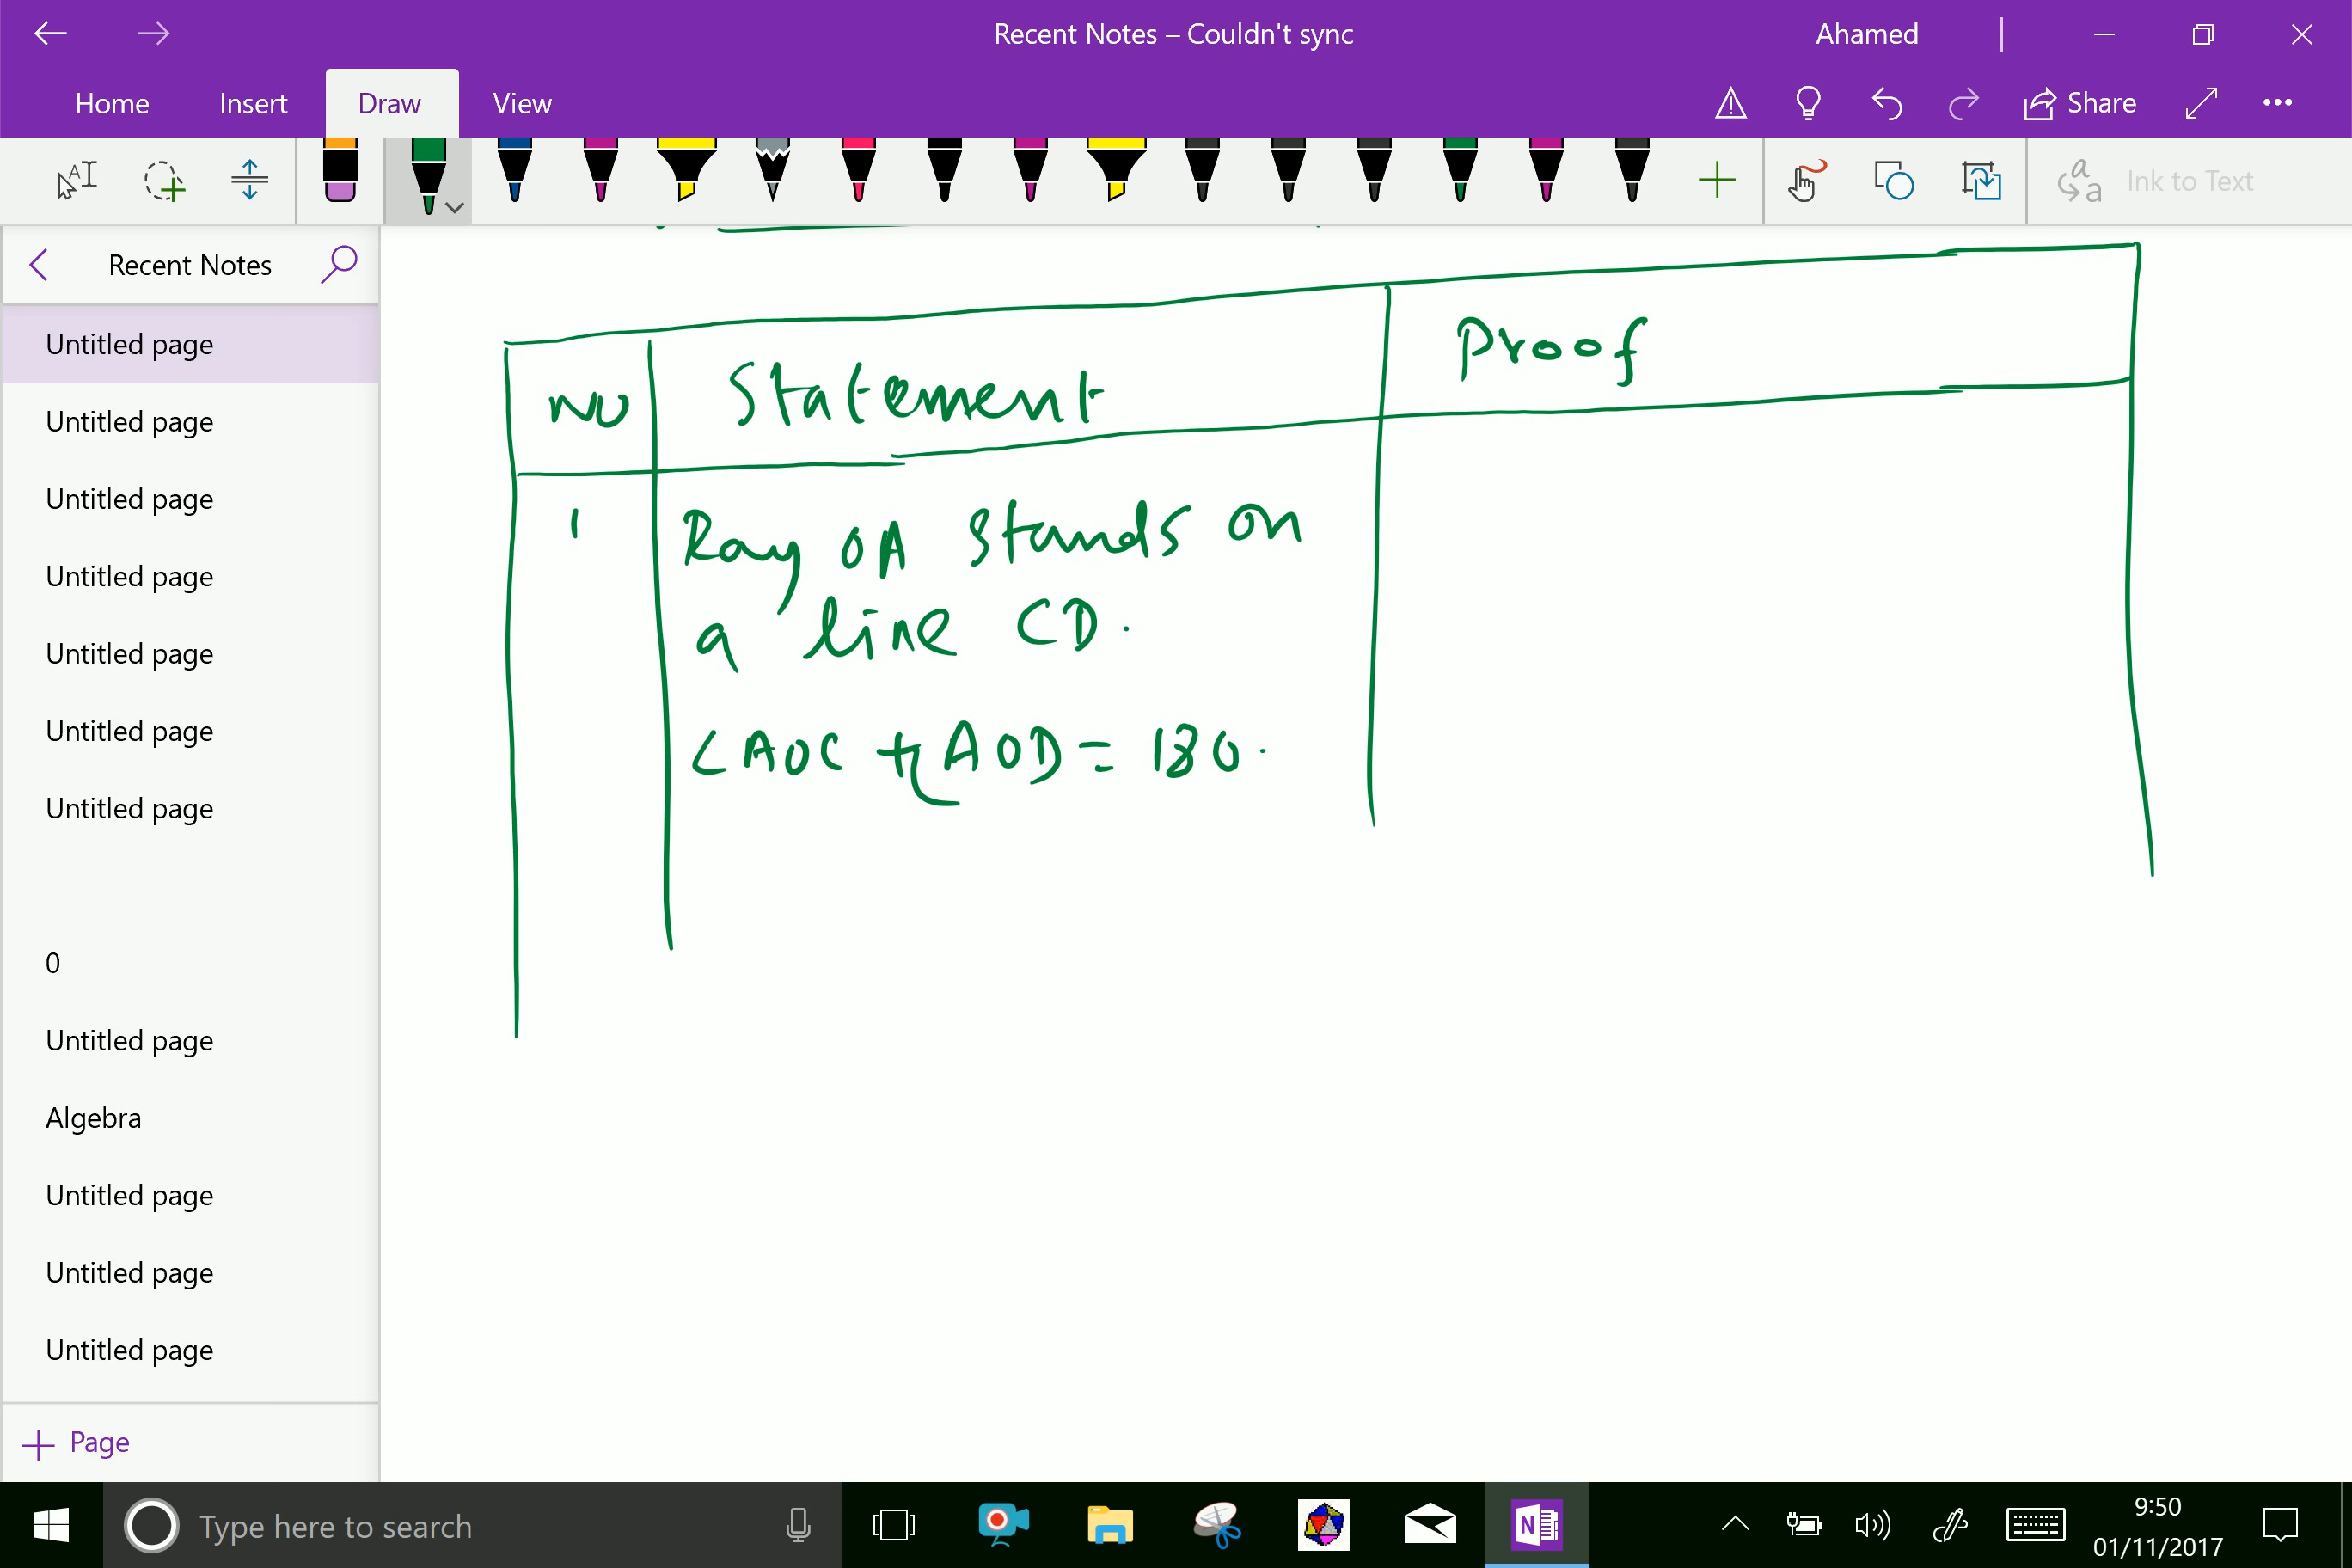 Recent Notes – Couldn't sync
Ahamed
Home
Insert
Draw
View
Share
Ink to Text
Recent Notes
Untitled page
Untitled page
Untitled page
Untitled page
Untitled page
Untitled page
Untitled page
0
Untitled page
Algebra
Untitled page
Untitled page
Untitled page
Page
No Statement Proof
1 Ray OA stands on
a line CD.
∠AOC + ∠AOD = 180.
Type here to search
9:50
01/11/2017